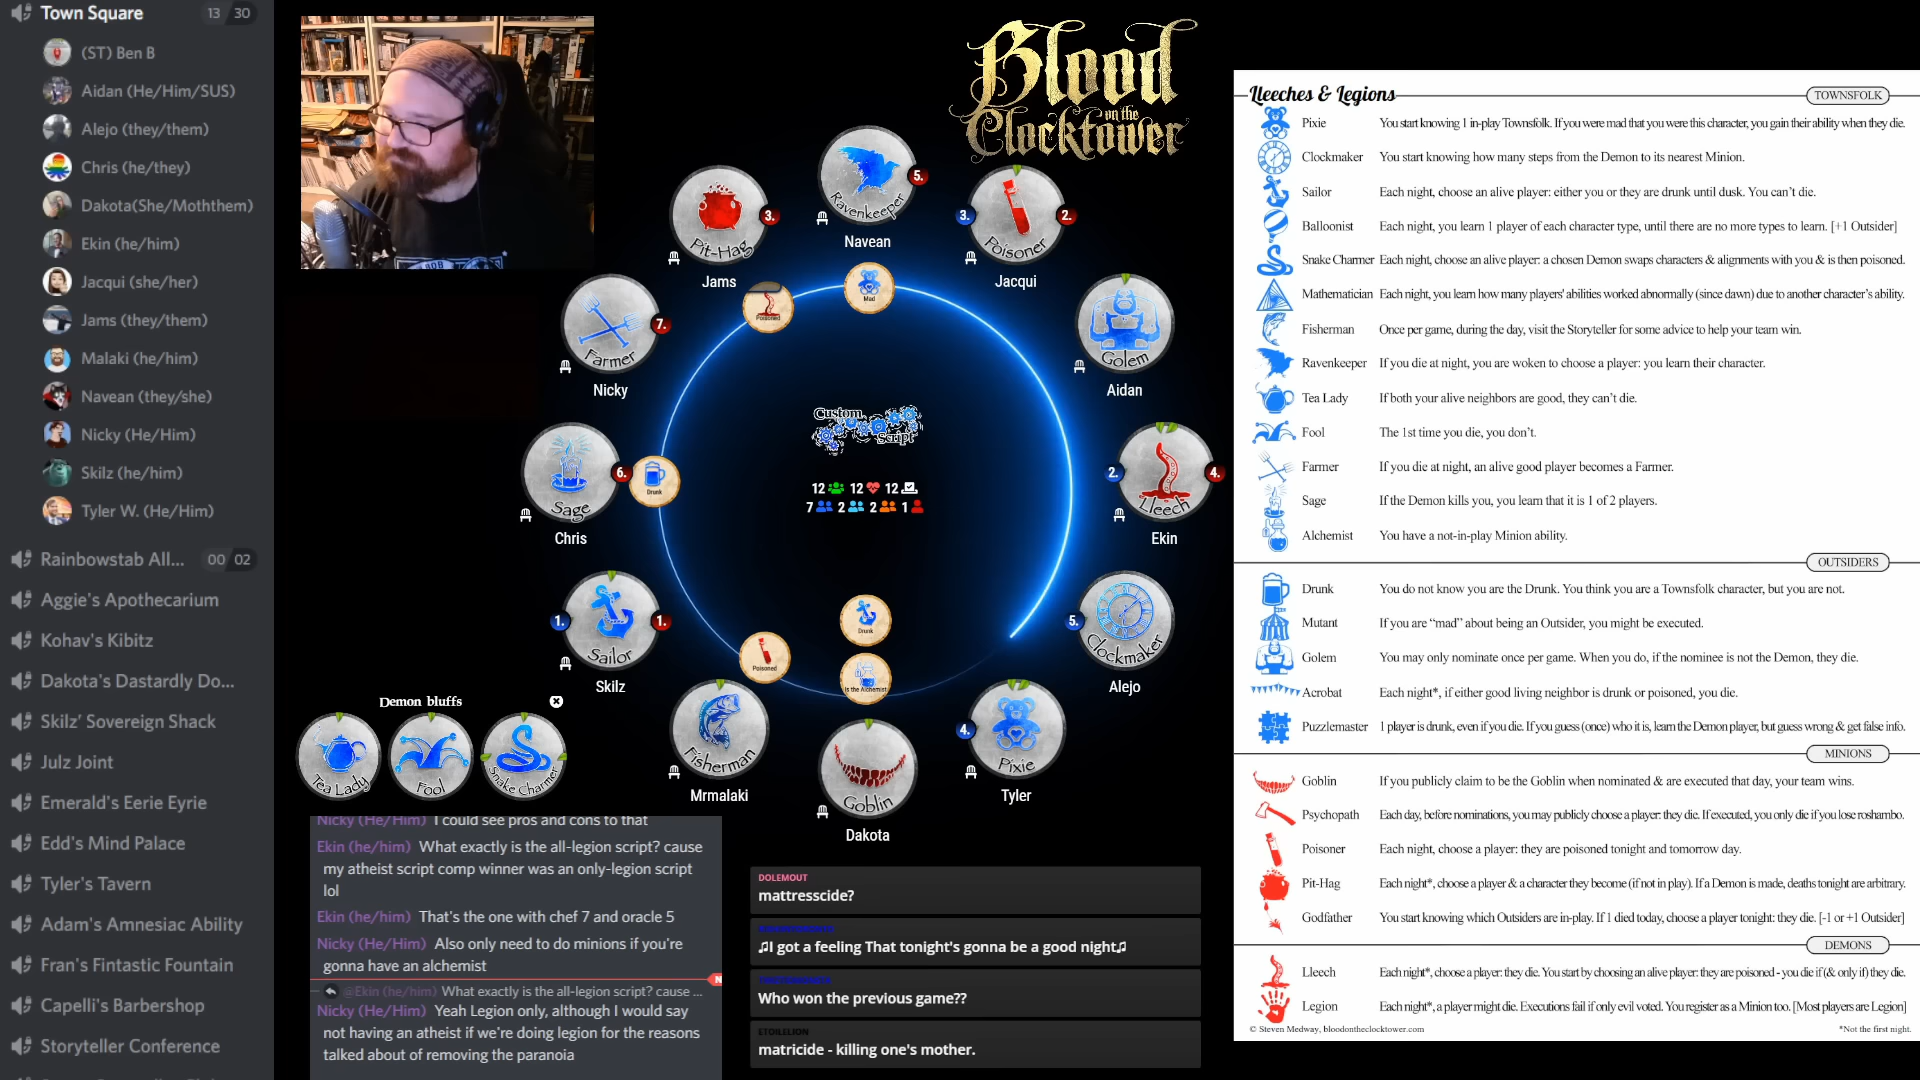 Town Square 13 30
(ST) Ben B
Aidan (He/Him/SUS)
Alejo (they/them)
Chris (he/they)
Dakota(She/Moththem)
Ekin (he/him)
Jacqui (she/her)
Jams (they/them)
Malaki (he/him)
Navean (they/she)
Nicky (He/Him)
Skilz (he/him)
Tyler W. (He/Him)
Rainbowstab All... 00 02
Aggie's Apothecarium
Kohav's Kibitz
Dakota's Dastardly Do...
Skilz' Sovereign Shack
Julz Joint
Emerald's Eerie Eyrie
Edd's Mind Palace
Tyler's Tavern
Adam's Amnesiac Ability
Fran's Fintastic Fountain
Capelli's Barbershop
Storyteller Conference
Blood
on the
Clocktower
Ravenkeeper
5.
Navean
Pit-Hag
3.
Jams
3.
Poisoner
2.
Jacqui
Poisoned
Mad
Farmer
7.
Nicky
Golem
Aidan
Custom
Script
12 12 12
7 2 2 1
Sage
6.
Drunk
Chris
2.
Lleech
4.
Ekin
1.
Sailor
1.
Skilz
5.
Clockmaker
Alejo
Drunk
Poisoned
Is the Alchemist
Fisherman
Mrmalaki
Goblin
Dakota
4.
Pixie
Tyler
Demon bluffs
Tea Lady
Fool
Snake Charmer
Nicky (He/Him) I could see pros and cons to that
Ekin (he/him) What exactly is the all-legion script? cause
my atheist script comp winner was an only-legion script
lol
Ekin (he/him) That's the one with chef 7 and oracle 5
Nicky (He/Him) Also only need to do minions if you're
gonna have an alchemist
@Ekin (he/him) What exactly is the all-legion script? cause ...
Nicky (He/Him) Yeah Legion only, although I would say
not having an atheist if we're doing legion for the reasons
talked about of removing the paranoia
DOLEMOUT
mattresscide?
♫I got a feeling That tonight's gonna be a good night♫
Who won the previous game??
ETOILELION
matricide - killing one's mother.
Lleeches & Legions
TOWNSFOLK
Pixie You start knowing 1 in-play Townsfolk. If you were mad that you were this character, you gain their ability when they die.
Clockmaker You start knowing how many steps from the Demon to its nearest Minion.
Sailor Each night, choose an alive player: either you or they are drunk until dusk. You can't die.
Balloonist Each night, you learn 1 player of each character type, until there are no more types to learn. [+1 Outsider]
Snake Charmer Each night, choose an alive player: a chosen Demon swaps characters & alignments with you & is then poisoned.
Mathematician Each night, you learn how many players' abilities worked abnormally (since dawn) due to another character's ability.
Fisherman Once per game, during the day, visit the Storyteller for some advice to help your team win.
Ravenkeeper If you die at night, you are woken to choose a player: you learn their character.
Tea Lady If both your alive neighbors are good, they can't die.
Fool The 1st time you die, you don't.
Farmer If you die at night, an alive good player becomes a Farmer.
Sage If the Demon kills you, you learn that it is 1 of 2 players.
Alchemist You have a not-in-play Minion ability.
OUTSIDERS
Drunk You do not know you are the Drunk. You think you are a Townsfolk character, but you are not.
Mutant If you are “mad” about being an Outsider, you might be executed.
Golem You may only nominate once per game. When you do, if the nominee is not the Demon, they die.
Acrobat Each night*, if either good living neighbor is drunk or poisoned, you die.
Puzzlemaster 1 player is drunk, even if you die. If you guess (once) who it is, learn the Demon player, but guess wrong & get false info.
MINIONS
Goblin If you publicly claim to be the Goblin when nominated & are executed that day, your team wins.
Psychopath Each day, before nominations, you may publicly choose a player: they die. If executed, you only die if you lose roshambo.
Poisoner Each night, choose a player: they are poisoned tonight and tomorrow day.
Pit-Hag Each night*, choose a player & a character they become (if not in play). If a Demon is made, deaths tonight are arbitrary.
Godfather You start knowing which Outsiders are in-play. If 1 died today, choose a player tonight: they die. [-1 or +1 Outsider]
DEMONS
Lleech Each night*, choose a player: they die. You start by choosing an alive player: they are poisoned - you die if (& only if) they die.
Legion Each night*, a player might die. Executions fail if only evil voted. You register as a Minion too. [Most players are Legion]
© Steven Medway, bloodontheclocktower.com *Not the first night.